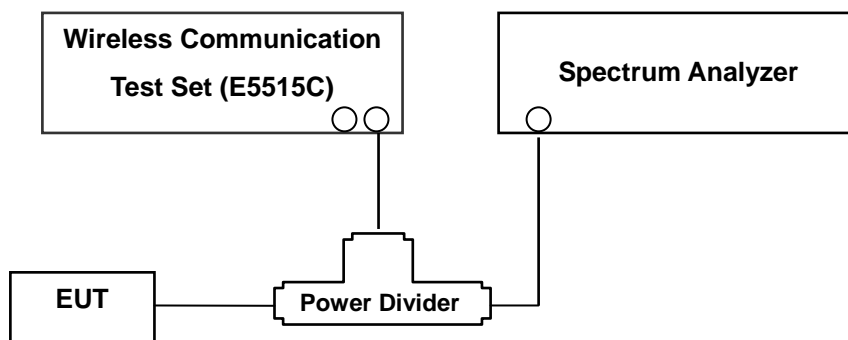 Wireless Communication
Test Set (E5515C)
Spectrum Analyzer
EUT
Power Divider